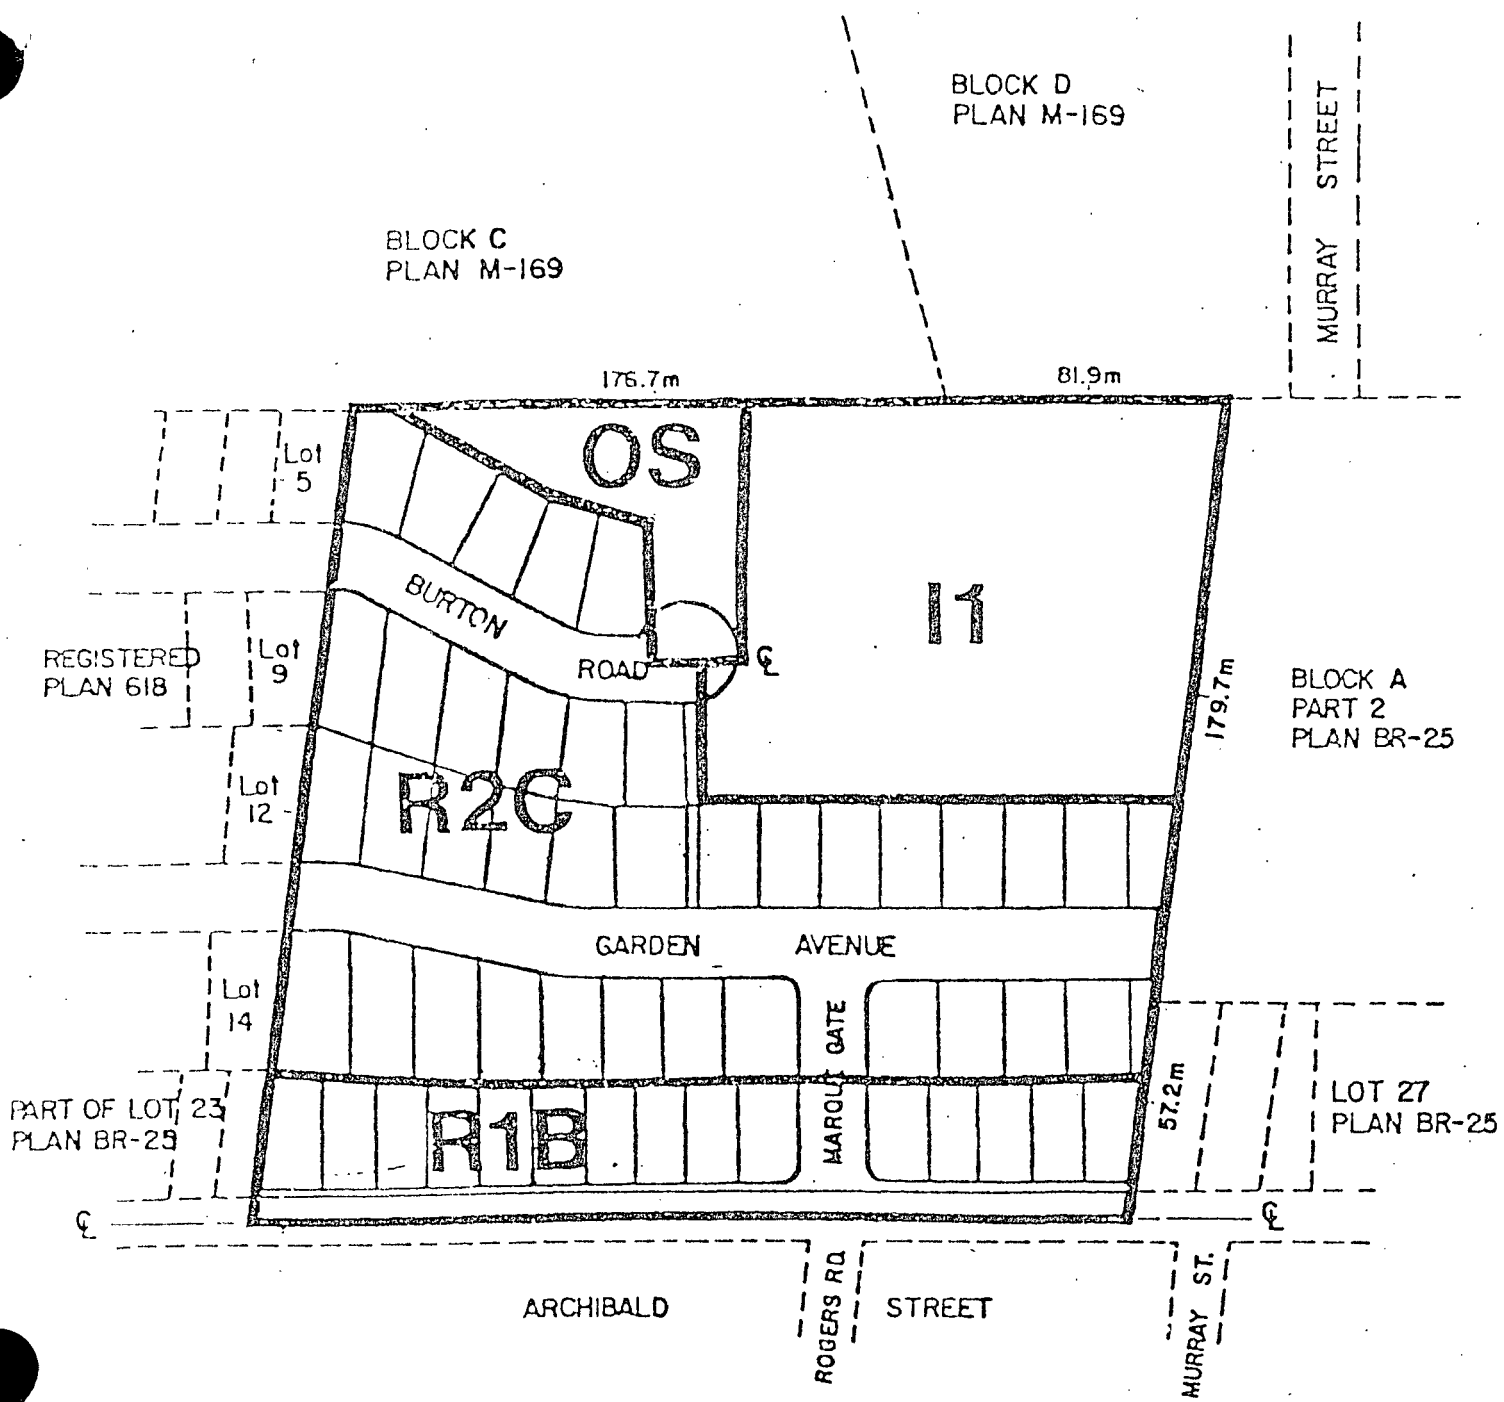 BLOCK D
PLAN M-169
MURRAY STREET
BLOCK C
PLAN M-169
176.7m
81.9m
Lot
5
OS
BURTON
ROAD
I1
℄
REGISTERED
PLAN 618
Lot
9
179.7m
BLOCK A
PART 2
PLAN BR-25
Lot
12
R2C
GARDEN AVENUE
Lot
14
MAROUT GATE
57.2m
PART OF LOT 23
PLAN BR-25
R1B
LOT 27
PLAN BR-25
℄
℄
ARCHIBALD STREET
ROGERS RD.
MURRAY ST.